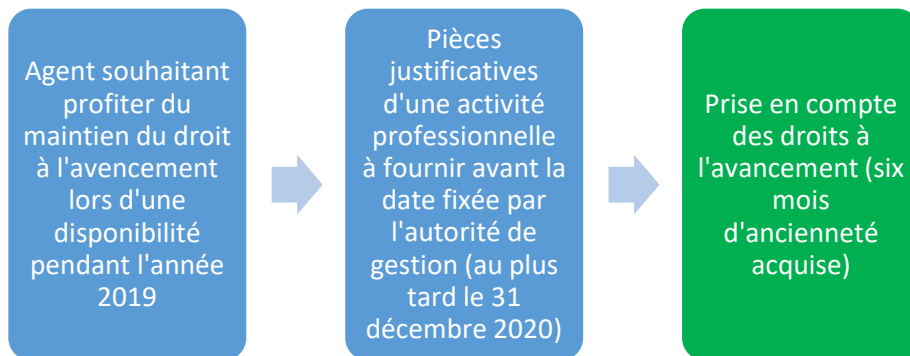 Agent souhaitant
profiter du
maintien du droit
à l'avencement
lors d'une
disponibilité
pendant l'année
2019
Pièces
justificatives
d'une activité
professionnelle
à fournir avant la
date fixée par
l'autorité de
gestion (au plus
tard le 31
décembre 2020)
Prise en compte
des droits à
l'avancement (six
mois
d'ancienneté
acquise)